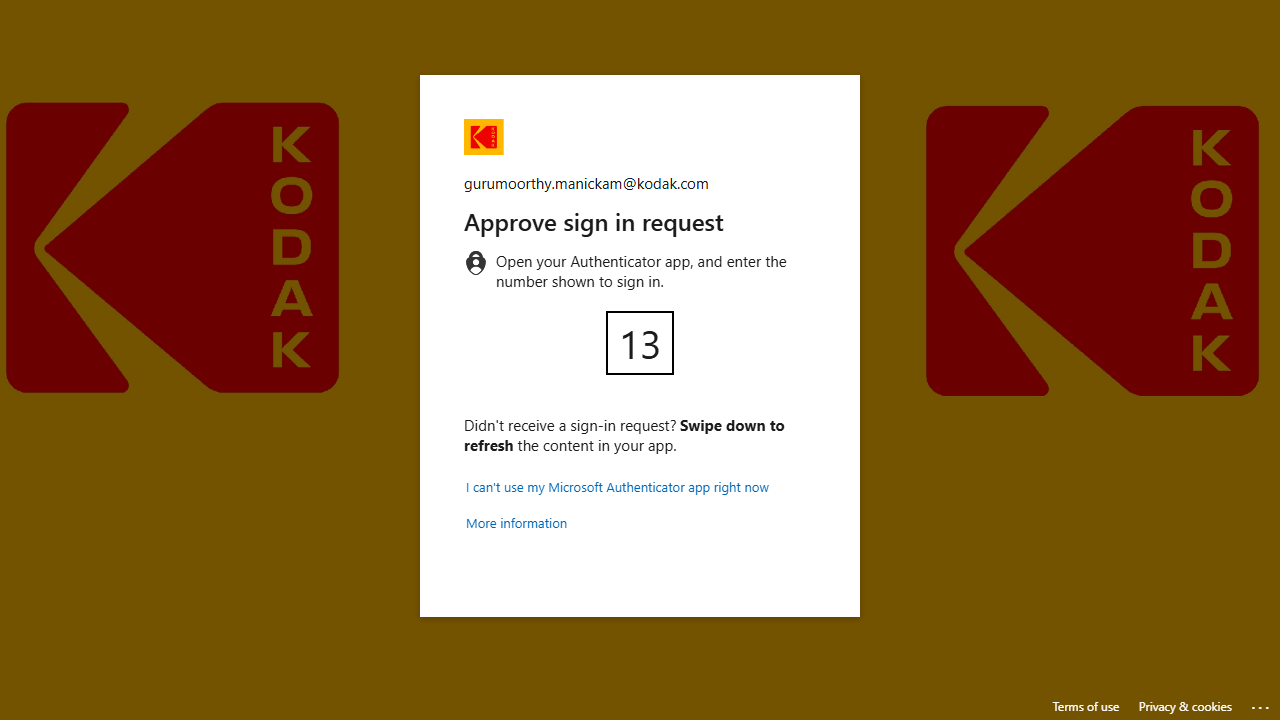 KODAK
KODAK
gurumoorthy.manickam@kodak.com
Approve sign in request
Open your Authenticator app, and enter the
number shown to sign in.
13
Didn't receive a sign-in request? Swipe down to
refresh the content in your app.
I can't use my Microsoft Authenticator app right now
More information
Terms of use Privacy & cookies ...